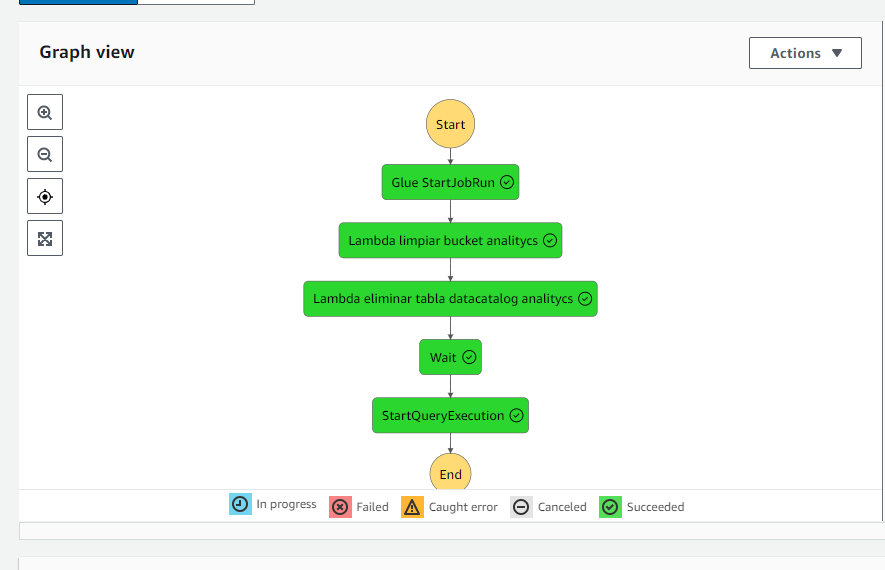 Graph view
Actions
Start
Glue StartJobRun
Lambda limpiar bucket analitycs
Lambda eliminar tabla datacatalog analitycs
Wait
StartQueryExecution
End
In progress
Failed
Caught error
Canceled
Succeeded